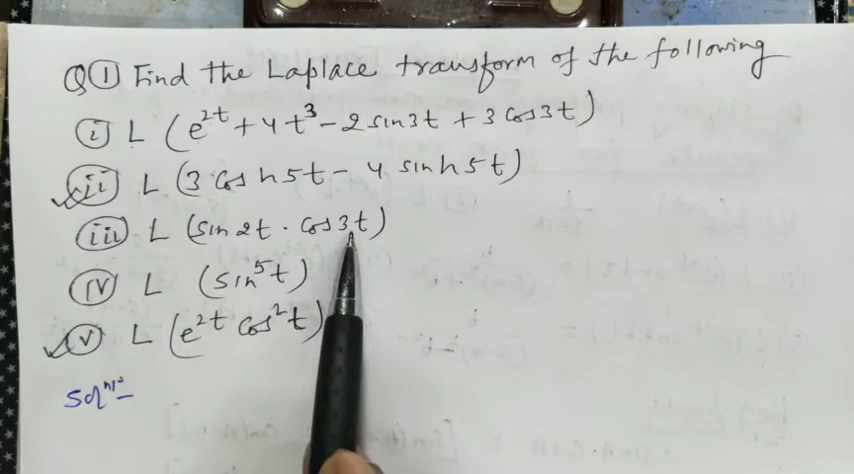 Q① Find the Laplace transform of the following
(i) L (e^2t + 4t^3 - 2 sin3t + 3 Cos3t)
(ii) L (3 Cosh5t - 4 sinh5t)
(iii) L (sin2t · Cos3t)
(iv) L (sin^5t)
(v) L (e^2t Cos^2t)
Solⁿ:-